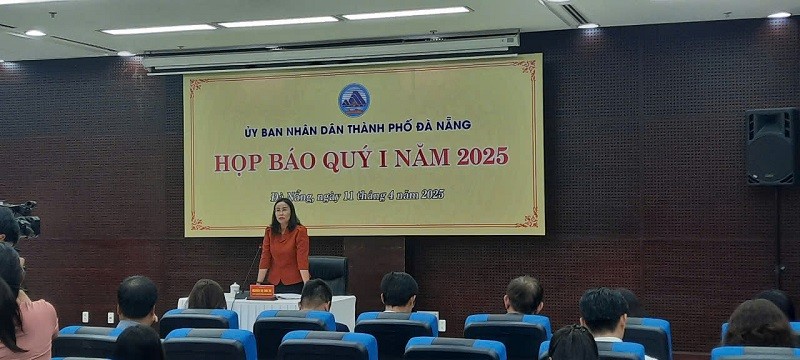 ỦY BAN NHÂN DÂN THÀNH PHỐ ĐÀ NẴNG
HỌP BÁO QUÝ I NĂM 2025
Đà Nẵng, ngày 11 tháng 4 năm 2025